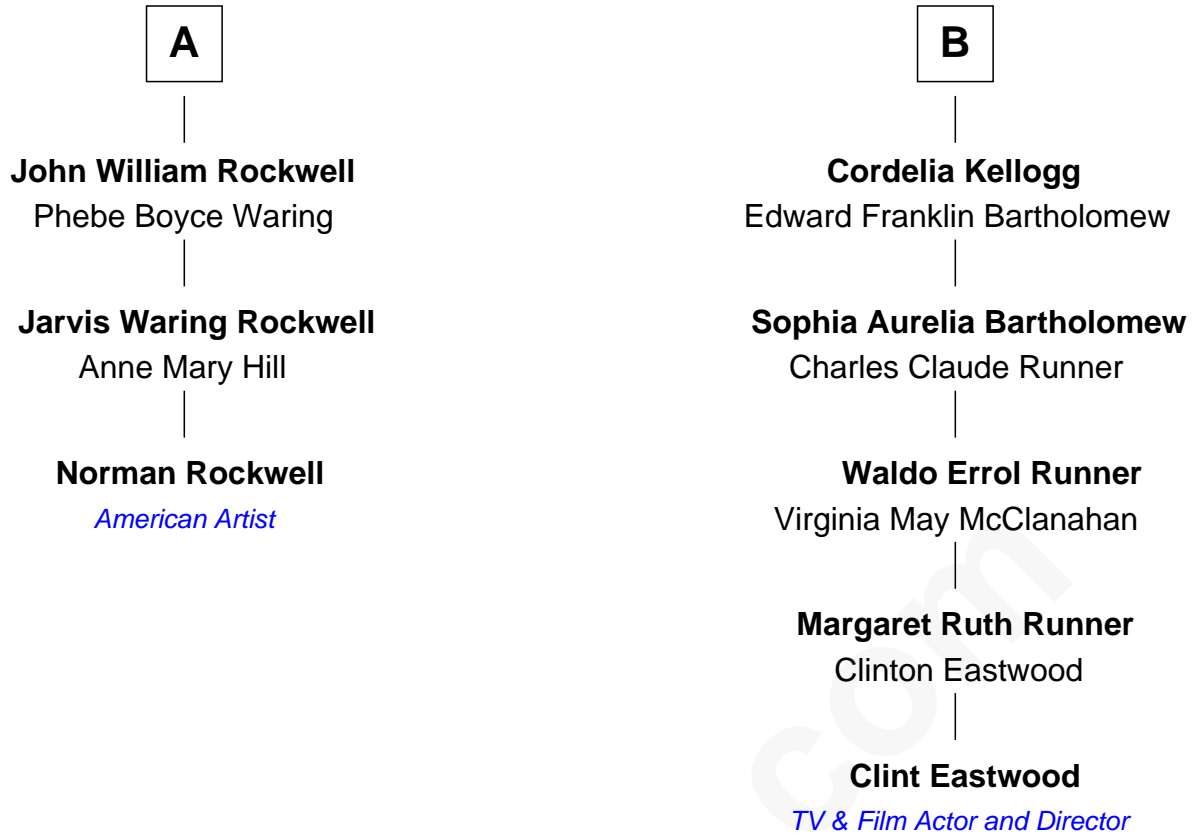 A
John William Rockwell
Phebe Boyce Waring
Jarvis Waring Rockwell
Anne Mary Hill
Norman Rockwell
American Artist
B
Cordelia Kellogg
Edward Franklin Bartholomew
Sophia Aurelia Bartholomew
Charles Claude Runner
Waldo Errol Runner
Virginia May McClanahan
Margaret Ruth Runner
Clinton Eastwood
Clint Eastwood
TV & Film Actor and Director
com